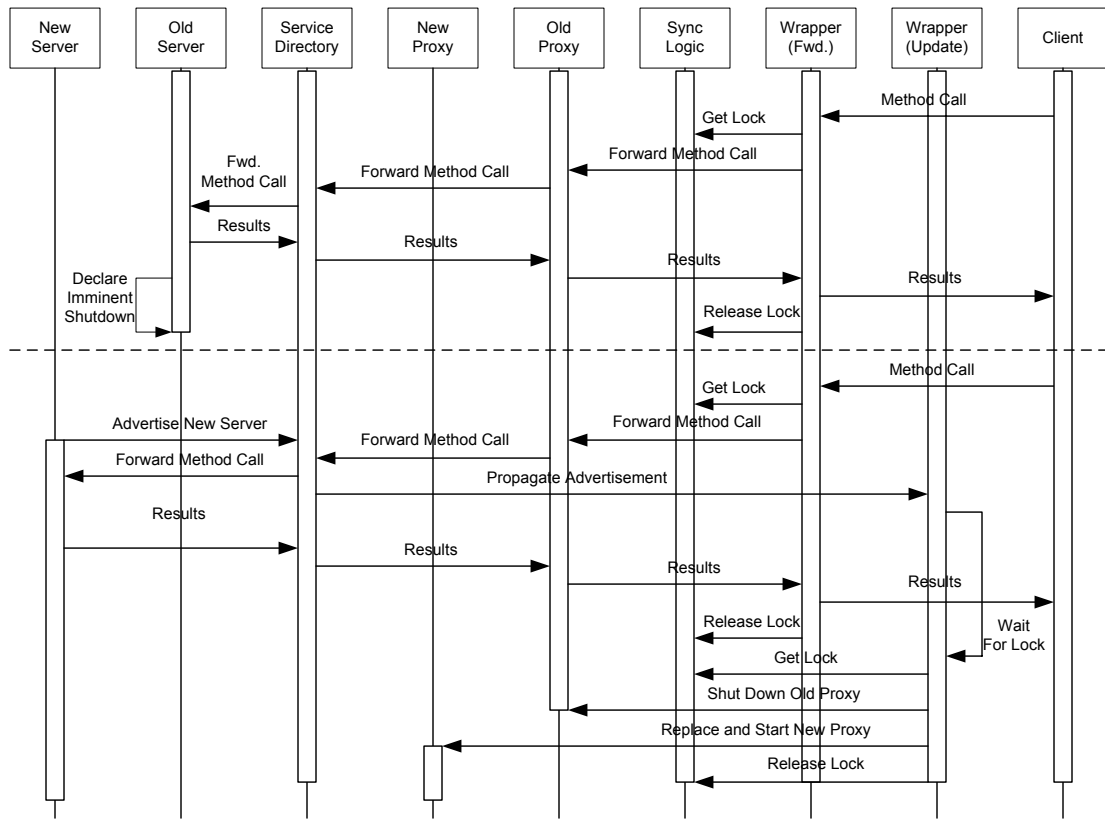 New
Server
Old
Server
Service
Directory
New
Proxy
Old
Proxy
Sync
Logic
Wrapper
(Fwd.)
Wrapper
(Update)
Client
Method Call
Get Lock
Forward Method Call
Fwd.
Method Call
Forward Method Call
Results
Results
Results
Results
Declare
Imminent
Shutdown
Release Lock
Method Call
Get Lock
Advertise New Server
Forward Method Call
Forward Method Call
Forward Method Call
Propagate Advertisement
Results
Results
Results
Results
Wait
For Lock
Release Lock
Get Lock
Shut Down Old Proxy
Replace and Start New Proxy
Release Lock